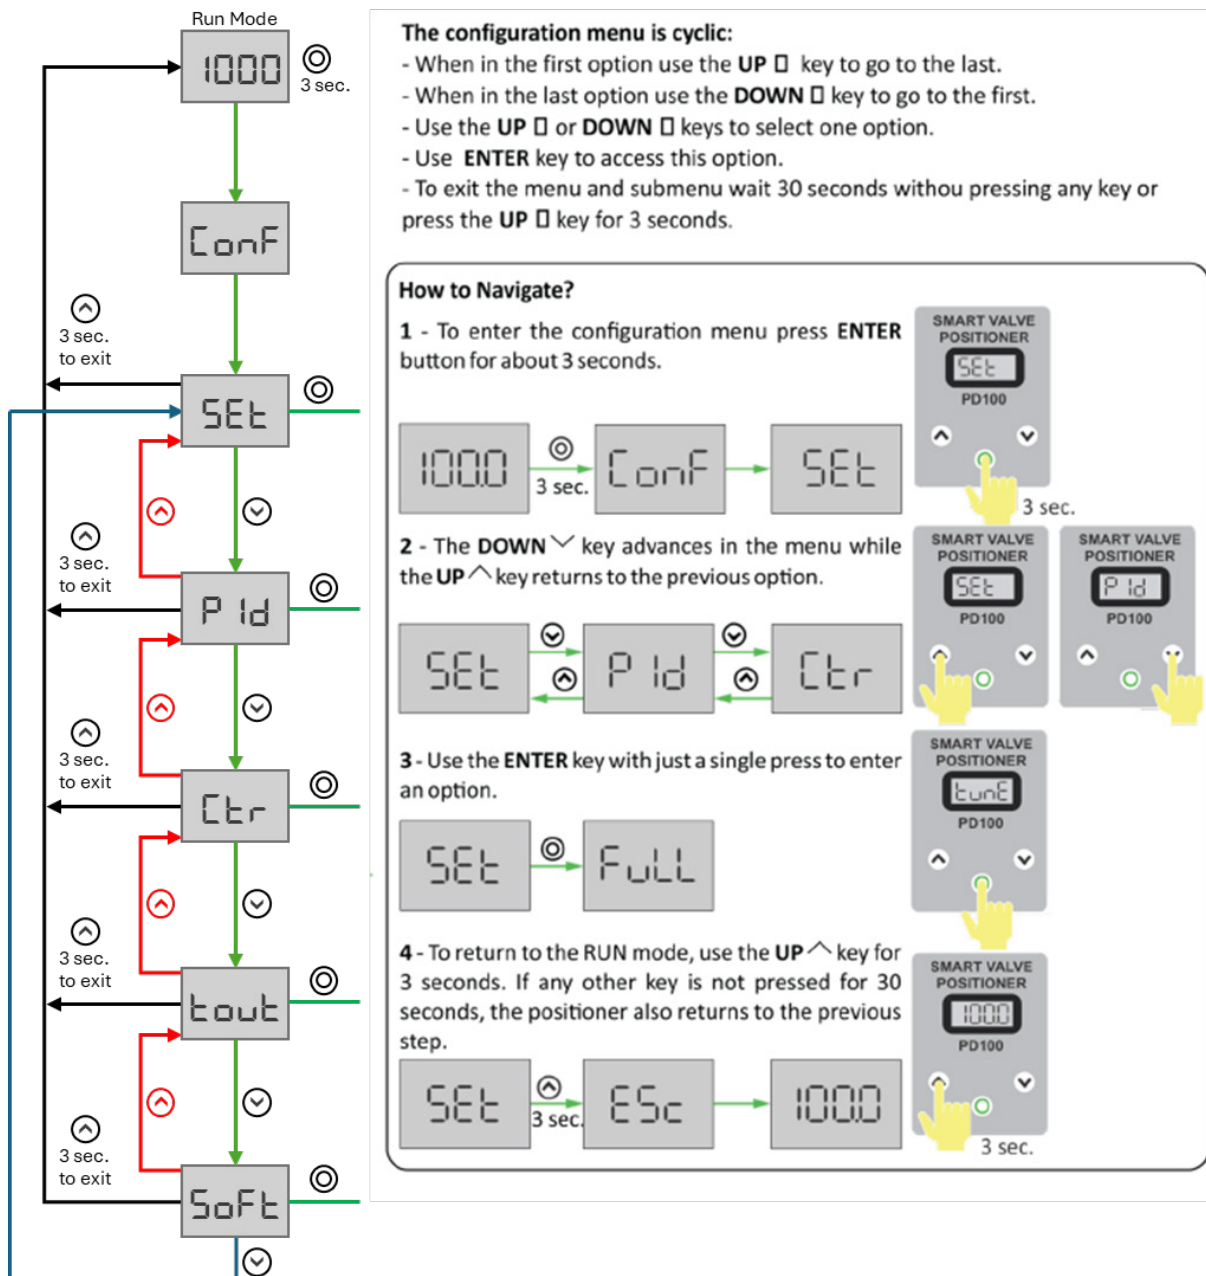 Run Mode
1000
3 sec.
ConF
3 sec.
to exit
SEt
3 sec.
to exit
PId
3 sec.
to exit
Ctr
3 sec.
to exit
tout
3 sec.
to exit
SoFt
The configuration menu is cyclic:
- When in the first option use the UP ▯ key to go to the last.
- When in the last option use the DOWN ▯ key to go to the first.
- Use the UP ▯ or DOWN ▯ keys to select one option.
- Use ENTER key to access this option.
- To exit the menu and submenu wait 30 seconds withou pressing any key or
press the UP ▯ key for 3 seconds.
How to Navigate?
1 - To enter the configuration menu press ENTER
button for about 3 seconds.
100.0
3 sec.
ConF
SEt
SMART VALVE
POSITIONER
SEt
PD100
3 sec.
2 - The DOWN key advances in the menu while
the UP key returns to the previous option.
SEt
PId
Ctr
SMART VALVE
POSITIONER
SEt
PD100
SMART VALVE
POSITIONER
PId
PD100
3 - Use the ENTER key with just a single press to enter
an option.
SEt
FuLL
SMART VALVE
POSITIONER
tunE
PD100
4 - To return to the RUN mode, use the UP key for
3 seconds. If any other key is not pressed for 30
seconds, the positioner also returns to the previous
step.
SEt
3 sec.
ESc
100.0
SMART VALVE
POSITIONER
100.0
PD100
3 sec.